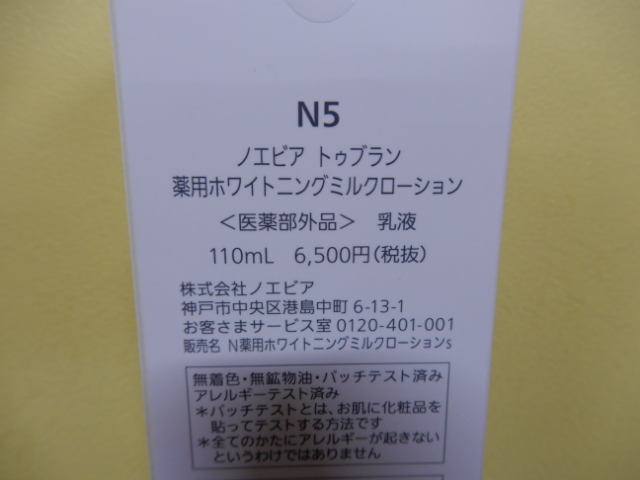 N5
ノエビア トゥブラン
薬用ホワイトニングミルクローション
＜医薬部外品＞ 乳液
110mL 6,500円(税抜)
株式会社ノエビア
神戸市中央区港島中町6-13-1
お客さまサービス室0120-401-001
販売名 N薬用ホワイトニングミルクローションs
無着色・無鉱物油・パッチテスト済み
アレルギーテスト済み
＊パッチテストとは、お肌に化粧品を
貼ってテストする方法です
＊全てのかたにアレルギーが起きない
というわけではありません